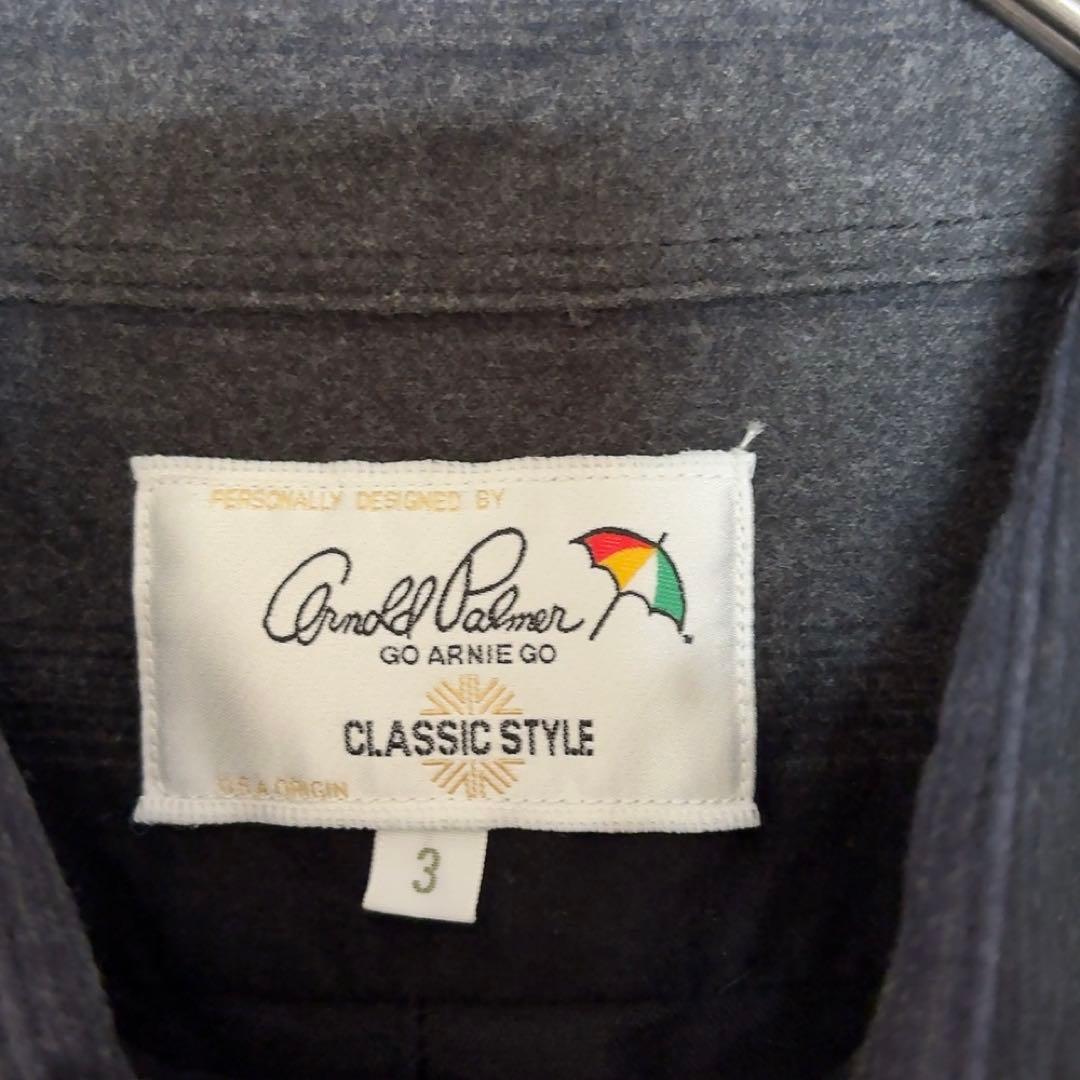 PERSONALLY DESIGNED BY
Arnold Palmer
GO ARNIE GO
CLASSIC STYLE
U.S.A ORIGIN
3